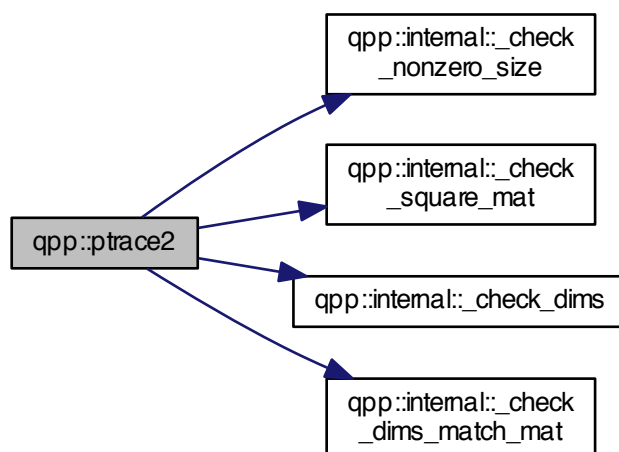 qpp::internal::_check
_nonzero_size
qpp::internal::_check
_square_mat
qpp::ptrace2
qpp::internal::_check_dims
qpp::internal::_check
_dims_match_mat